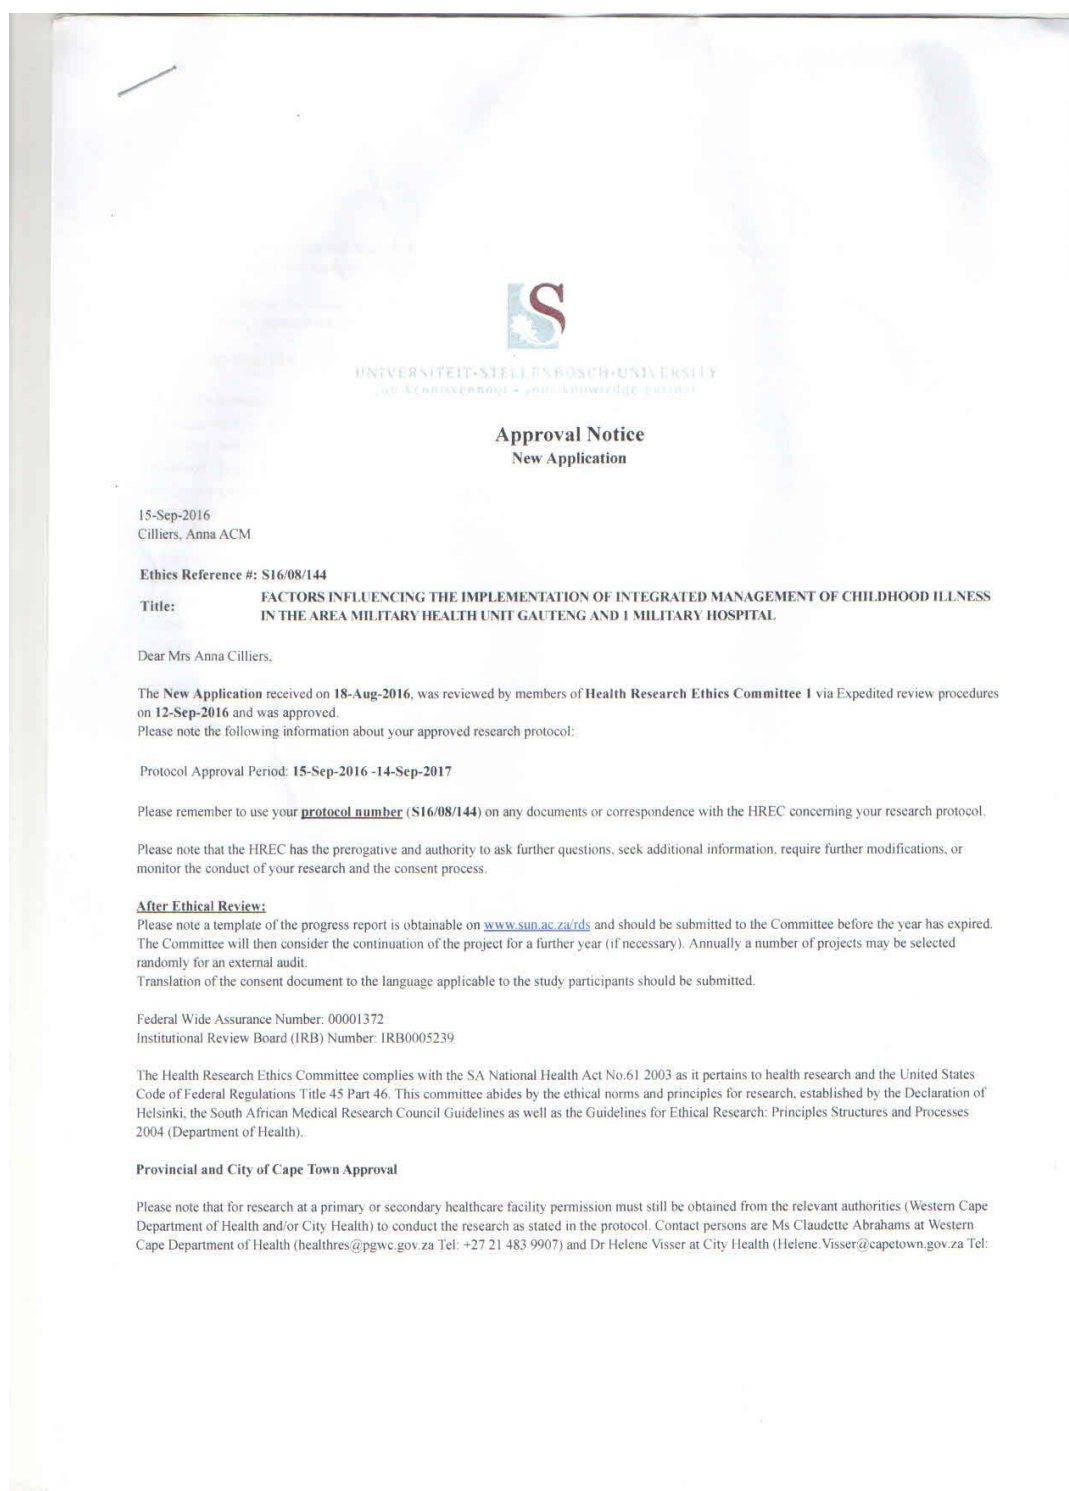 S
UNIVERSITEIT•STELLENBOSCH•UNIVERSITY
jou kennisvennoot • your knowledge partner
Approval Notice
New Application
15-Sep-2016
Cilliers, Anna ACM
Ethics Reference #: S16/08/144
Title:
FACTORS INFLUENCING THE IMPLEMENTATION OF INTEGRATED MANAGEMENT OF CHILDHOOD ILLNESS
IN THE AREA MILITARY HEALTH UNIT GAUTENG AND 1 MILITARY HOSPITAL
Dear Mrs Anna Cilliers,
The New Application received on 18-Aug-2016, was reviewed by members of Health Research Ethics Committee 1 via Expedited review procedures
on 12-Sep-2016 and was approved.
Please note the following information about your approved research protocol:
Protocol Approval Period: 15-Sep-2016 -14-Sep-2017
Please remember to use your protocol number (S16/08/144) on any documents or correspondence with the HREC concerning your research protocol.
Please note that the HREC has the prerogative and authority to ask further questions, seek additional information, require further modifications, or
monitor the conduct of your research and the consent process.
After Ethical Review:
Please note a template of the progress report is obtainable on www.sun.ac.za/rds and should be submitted to the Committee before the year has expired.
The Committee will then consider the continuation of the project for a further year (if necessary). Annually a number of projects may be selected
randomly for an external audit.
Translation of the consent document to the language applicable to the study participants should be submitted.
Federal Wide Assurance Number: 00001372
Institutional Review Board (IRB) Number: IRB0005239
The Health Research Ethics Committee complies with the SA National Health Act No.61 2003 as it pertains to health research and the United States
Code of Federal Regulations Title 45 Part 46. This committee abides by the ethical norms and principles for research, established by the Declaration of
Helsinki, the South African Medical Research Council Guidelines as well as the Guidelines for Ethical Research: Principles Structures and Processes
2004 (Department of Health).
Provincial and City of Cape Town Approval
Please note that for research at a primary or secondary healthcare facility permission must still be obtained from the relevant authorities (Western Cape
Department of Health and/or City Health) to conduct the research as stated in the protocol. Contact persons are Ms Claudette Abrahams at Western
Cape Department of Health (healthres@pgwc.gov.za Tel: +27 21 483 9907) and Dr Helene Visser at City Health (Helene.Visser@capetown.gov.za Tel: